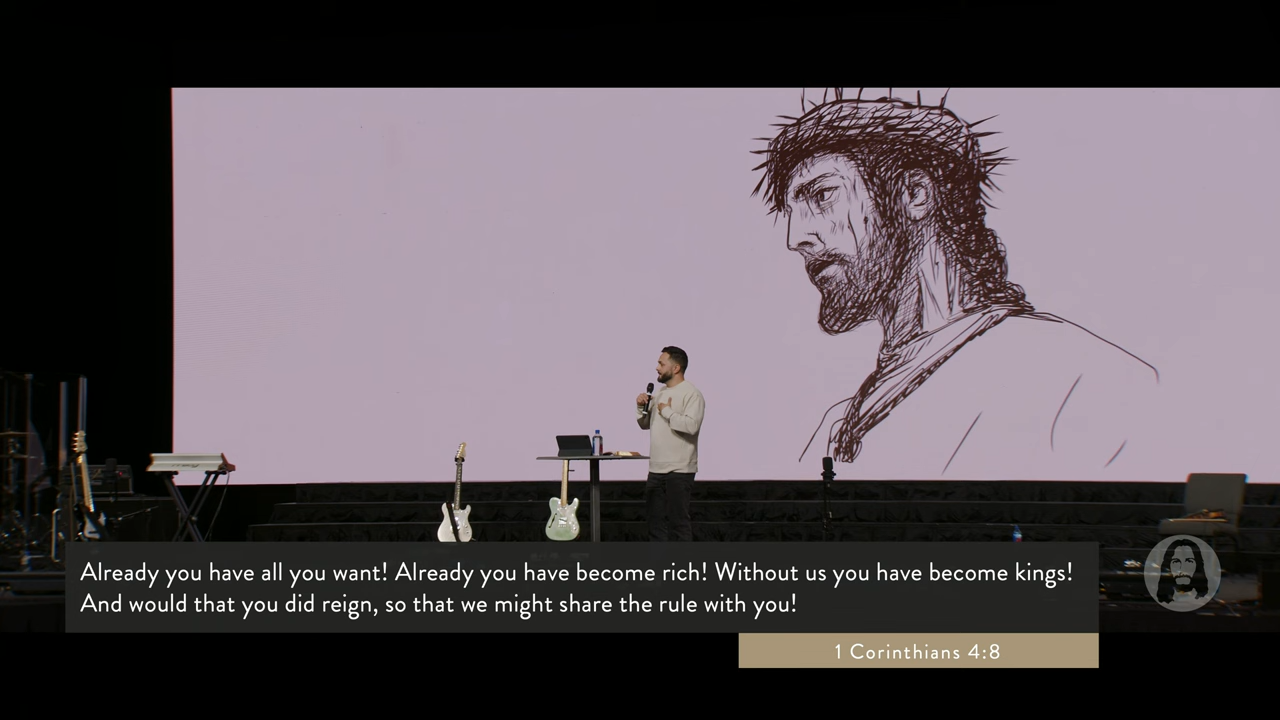 Already you have all you want! Already you have become rich! Without us you have become kings!
And would that you did reign, so that we might share the rule with you!
1 Corinthians 4:8